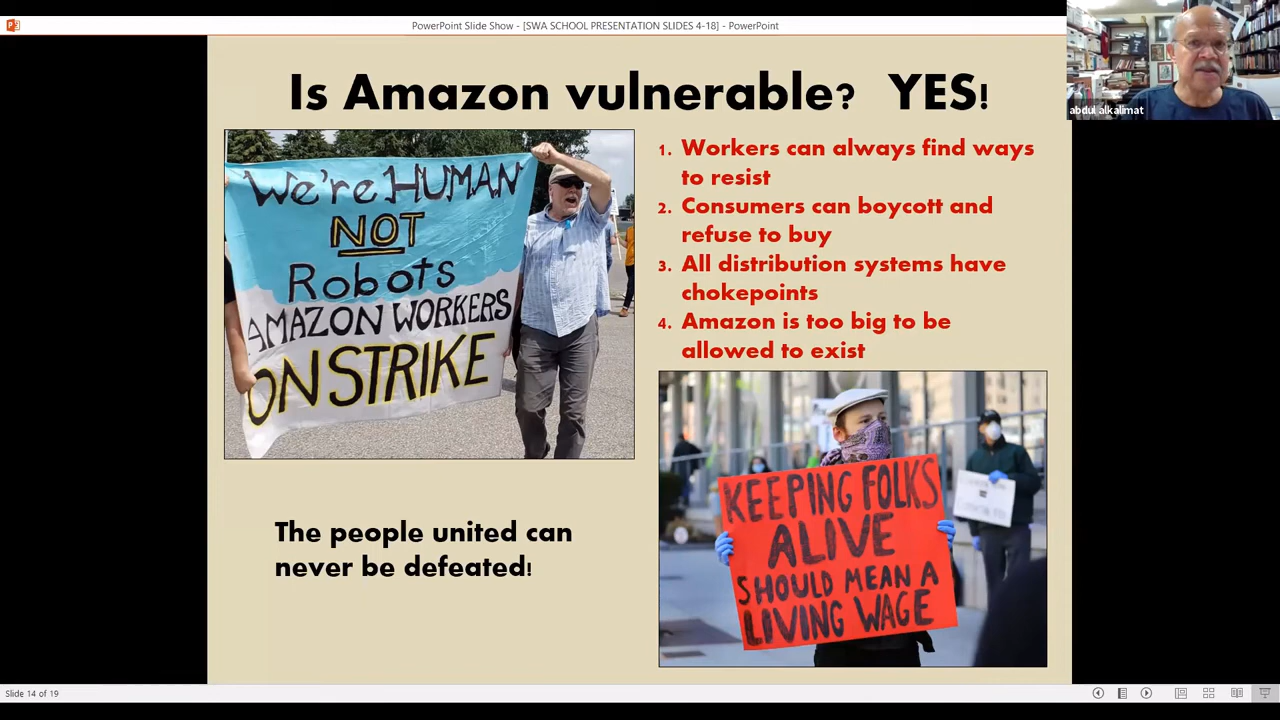 PowerPoint Slide Show - [SWA SCHOOL PRESENTATION SLIDES 4-18] - PowerPoint
abdul alkalimat
Is Amazon vulnerable? YES!
We're HUMAN
NOT
Robots
AMAZON WORKERS
ON STRIKE
1. Workers can always find ways
to resist
2. Consumers can boycott and
refuse to buy
3. All distribution systems have
chokepoints
4. Amazon is too big to be
allowed to exist
The people united can
never be defeated!
KEEPING FOLKS
ALIVE
SHOULD MEAN A
LIVING WAGE
Slide 14 of 19